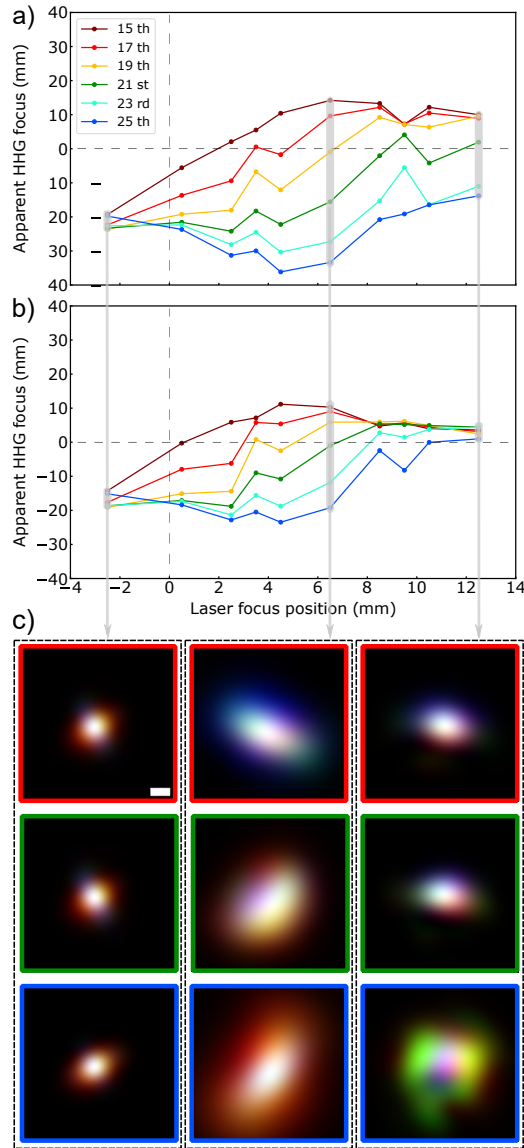 a)
Apparent HHG focus (mm)
40
30
20
10
0
10
20
30
40
15 th
17 th
19 th
21 st
23 rd
25 th
b)
Apparent HHG focus (mm)
40
30
20
10
0
−10
−20
−30
−40
−4 −2 0 2 4 6 8 10 12 14
Laser focus position (mm)
c)